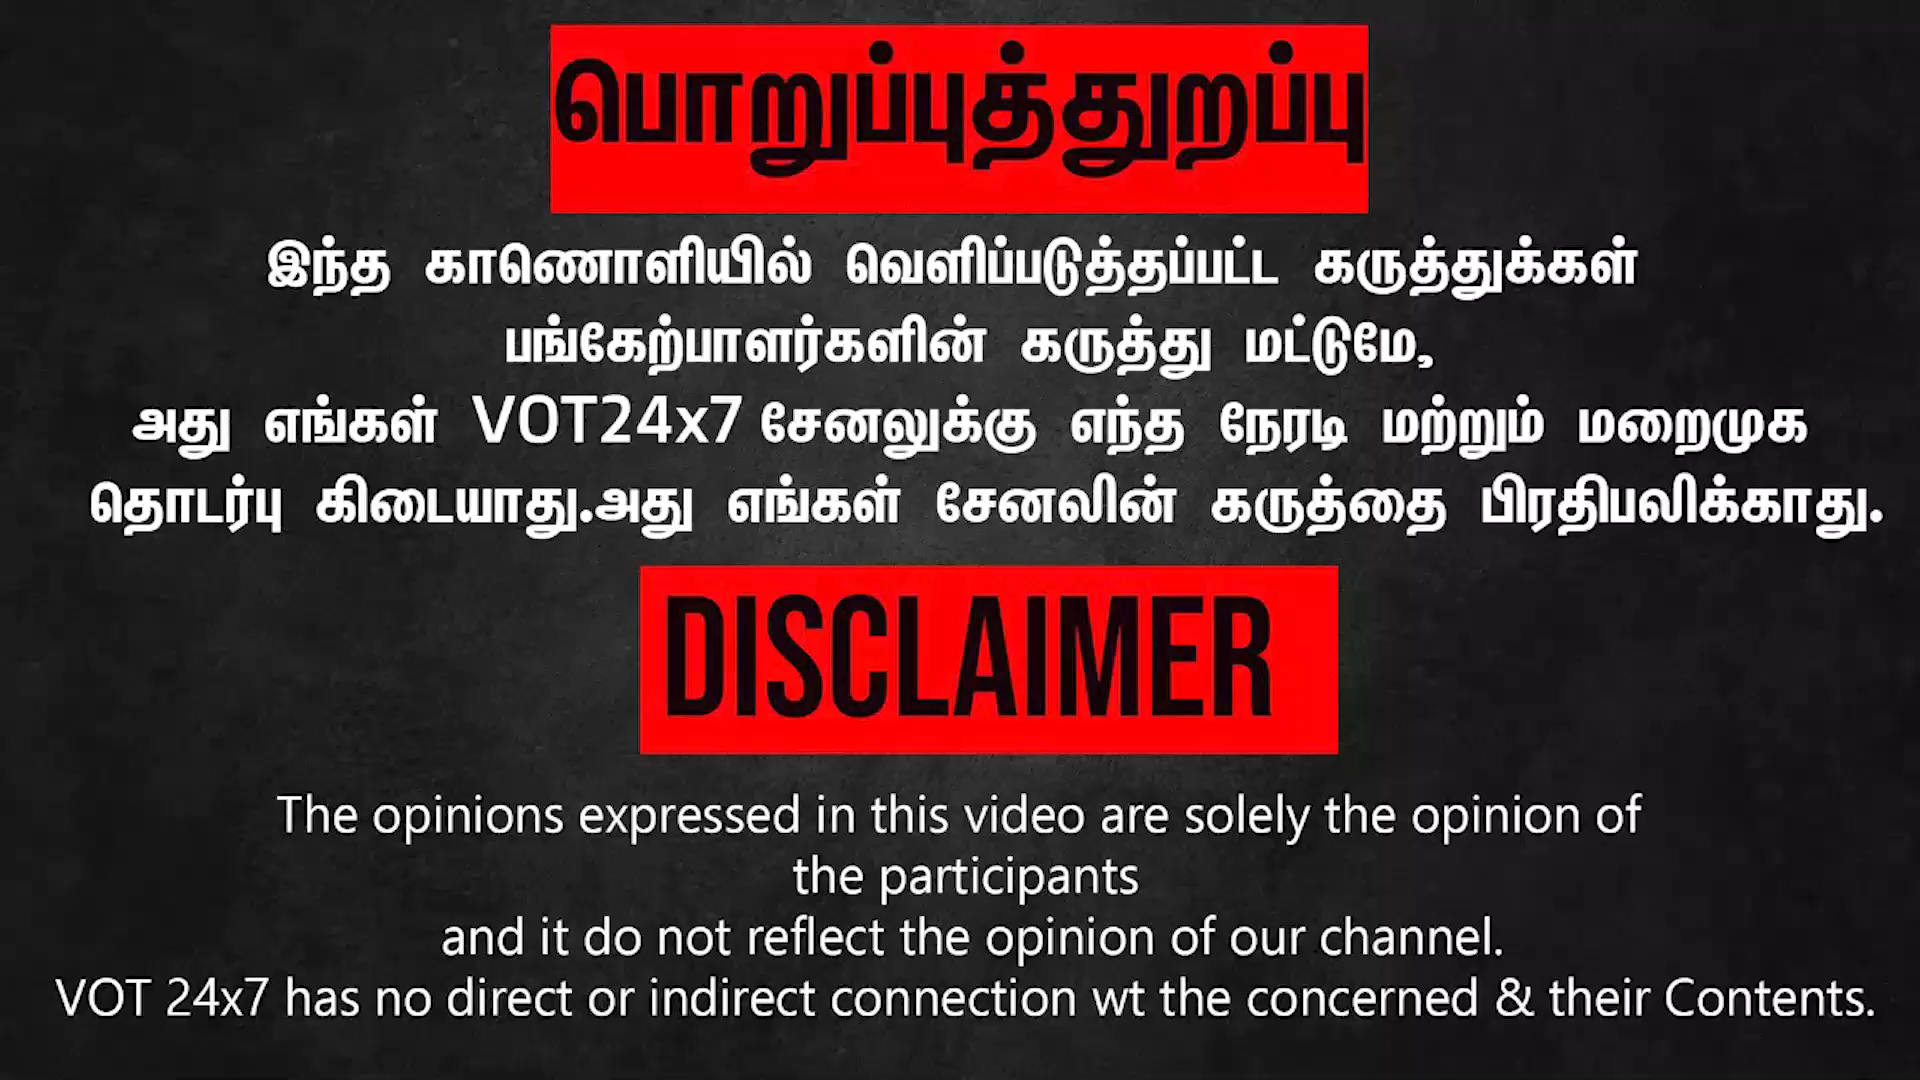 பொறுப்புத்துறப்பு
இந்த காணொளியில் வெளிப்படுத்தப்பட்ட கருத்துக்கள்
பங்கேற்பாளர்களின் கருத்து மட்டுமே,
அது எங்கள் VOT24x7 சேனலுக்கு எந்த நேரடி மற்றும் மறைமுக
தொடர்பு கிடையாது.அது எங்கள் சேனலின் கருத்தை பிரதிபலிக்காது.
DISCLAIMER
The opinions expressed in this video are solely the opinion of
the participants
and it do not reflect the opinion of our channel.
VOT 24x7 has no direct or indirect connection wt the concerned & their Contents.